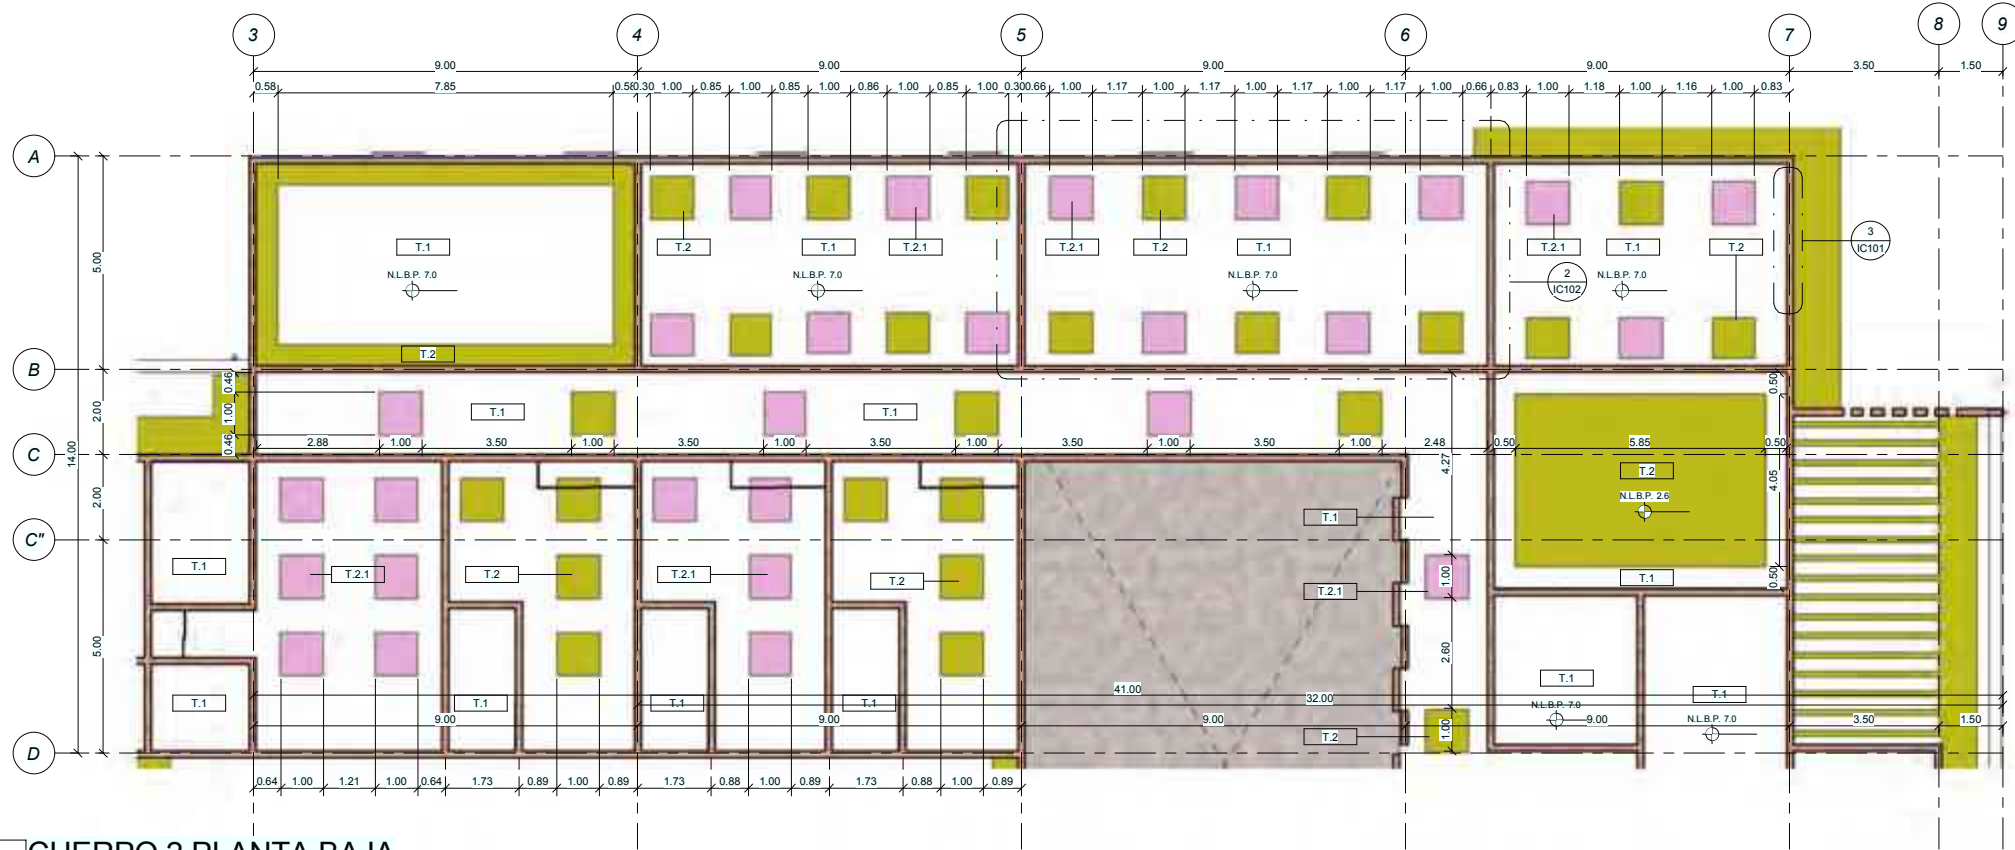 3 4 5 6 7 8 9
9.00 9.00 9.00 9.00 3.50 1.50
0.58 7.85 0.58 0.30 1.00 0.85 1.00 0.85 1.00 0.86 1.00 0.85 1.00 0.30 0.66 1.00 1.17 1.00 1.17 1.00 1.17 1.00 1.17 1.00 0.66 0.83 1.00 1.18 1.00 1.16 1.00 0.83
A
3
IC101
T.1 T.2 T.1 T.2.1 T.2.1 T.2 T.1 T.2.1 T.1 T.2
5.00
N.L.B.P. 7.0 N.L.B.P. 7.0 N.L.B.P. 7.0 N.L.B.P. 7.0
2
IC102
T.2
B
0.46 0.50
2.00 1.00 T.1 T.1
0.46 2.88 1.00 3.50 1.00 3.50 1.00 3.50 1.00 3.50 1.00 3.50 1.00 2.48 0.50 5.85 0.50
C
14.00 4.27 T.2 4.05
2.00 N.L.B.P. 2.6
T.1
C"
T.1 T.2.1 T.2 T.2.1 T.2 1.00 T.1 0.50
T.2.1
5.00 2.60
T.1 T.1
41.00
T.1 T.1 T.1 T.1 32.00
N.L.B.P. 7.0 N.L.B.P. 7.0
9.00 9.00 9.00 9.00 3.50 1.50
T.2 1.00
D
0.64 1.00 1.21 1.00 0.64 1.73 0.89 1.00 0.89 1.73 0.88 1.00 0.89 1.73 0.88 1.00 0.89
CUERPO 2 PLANTA BAJA